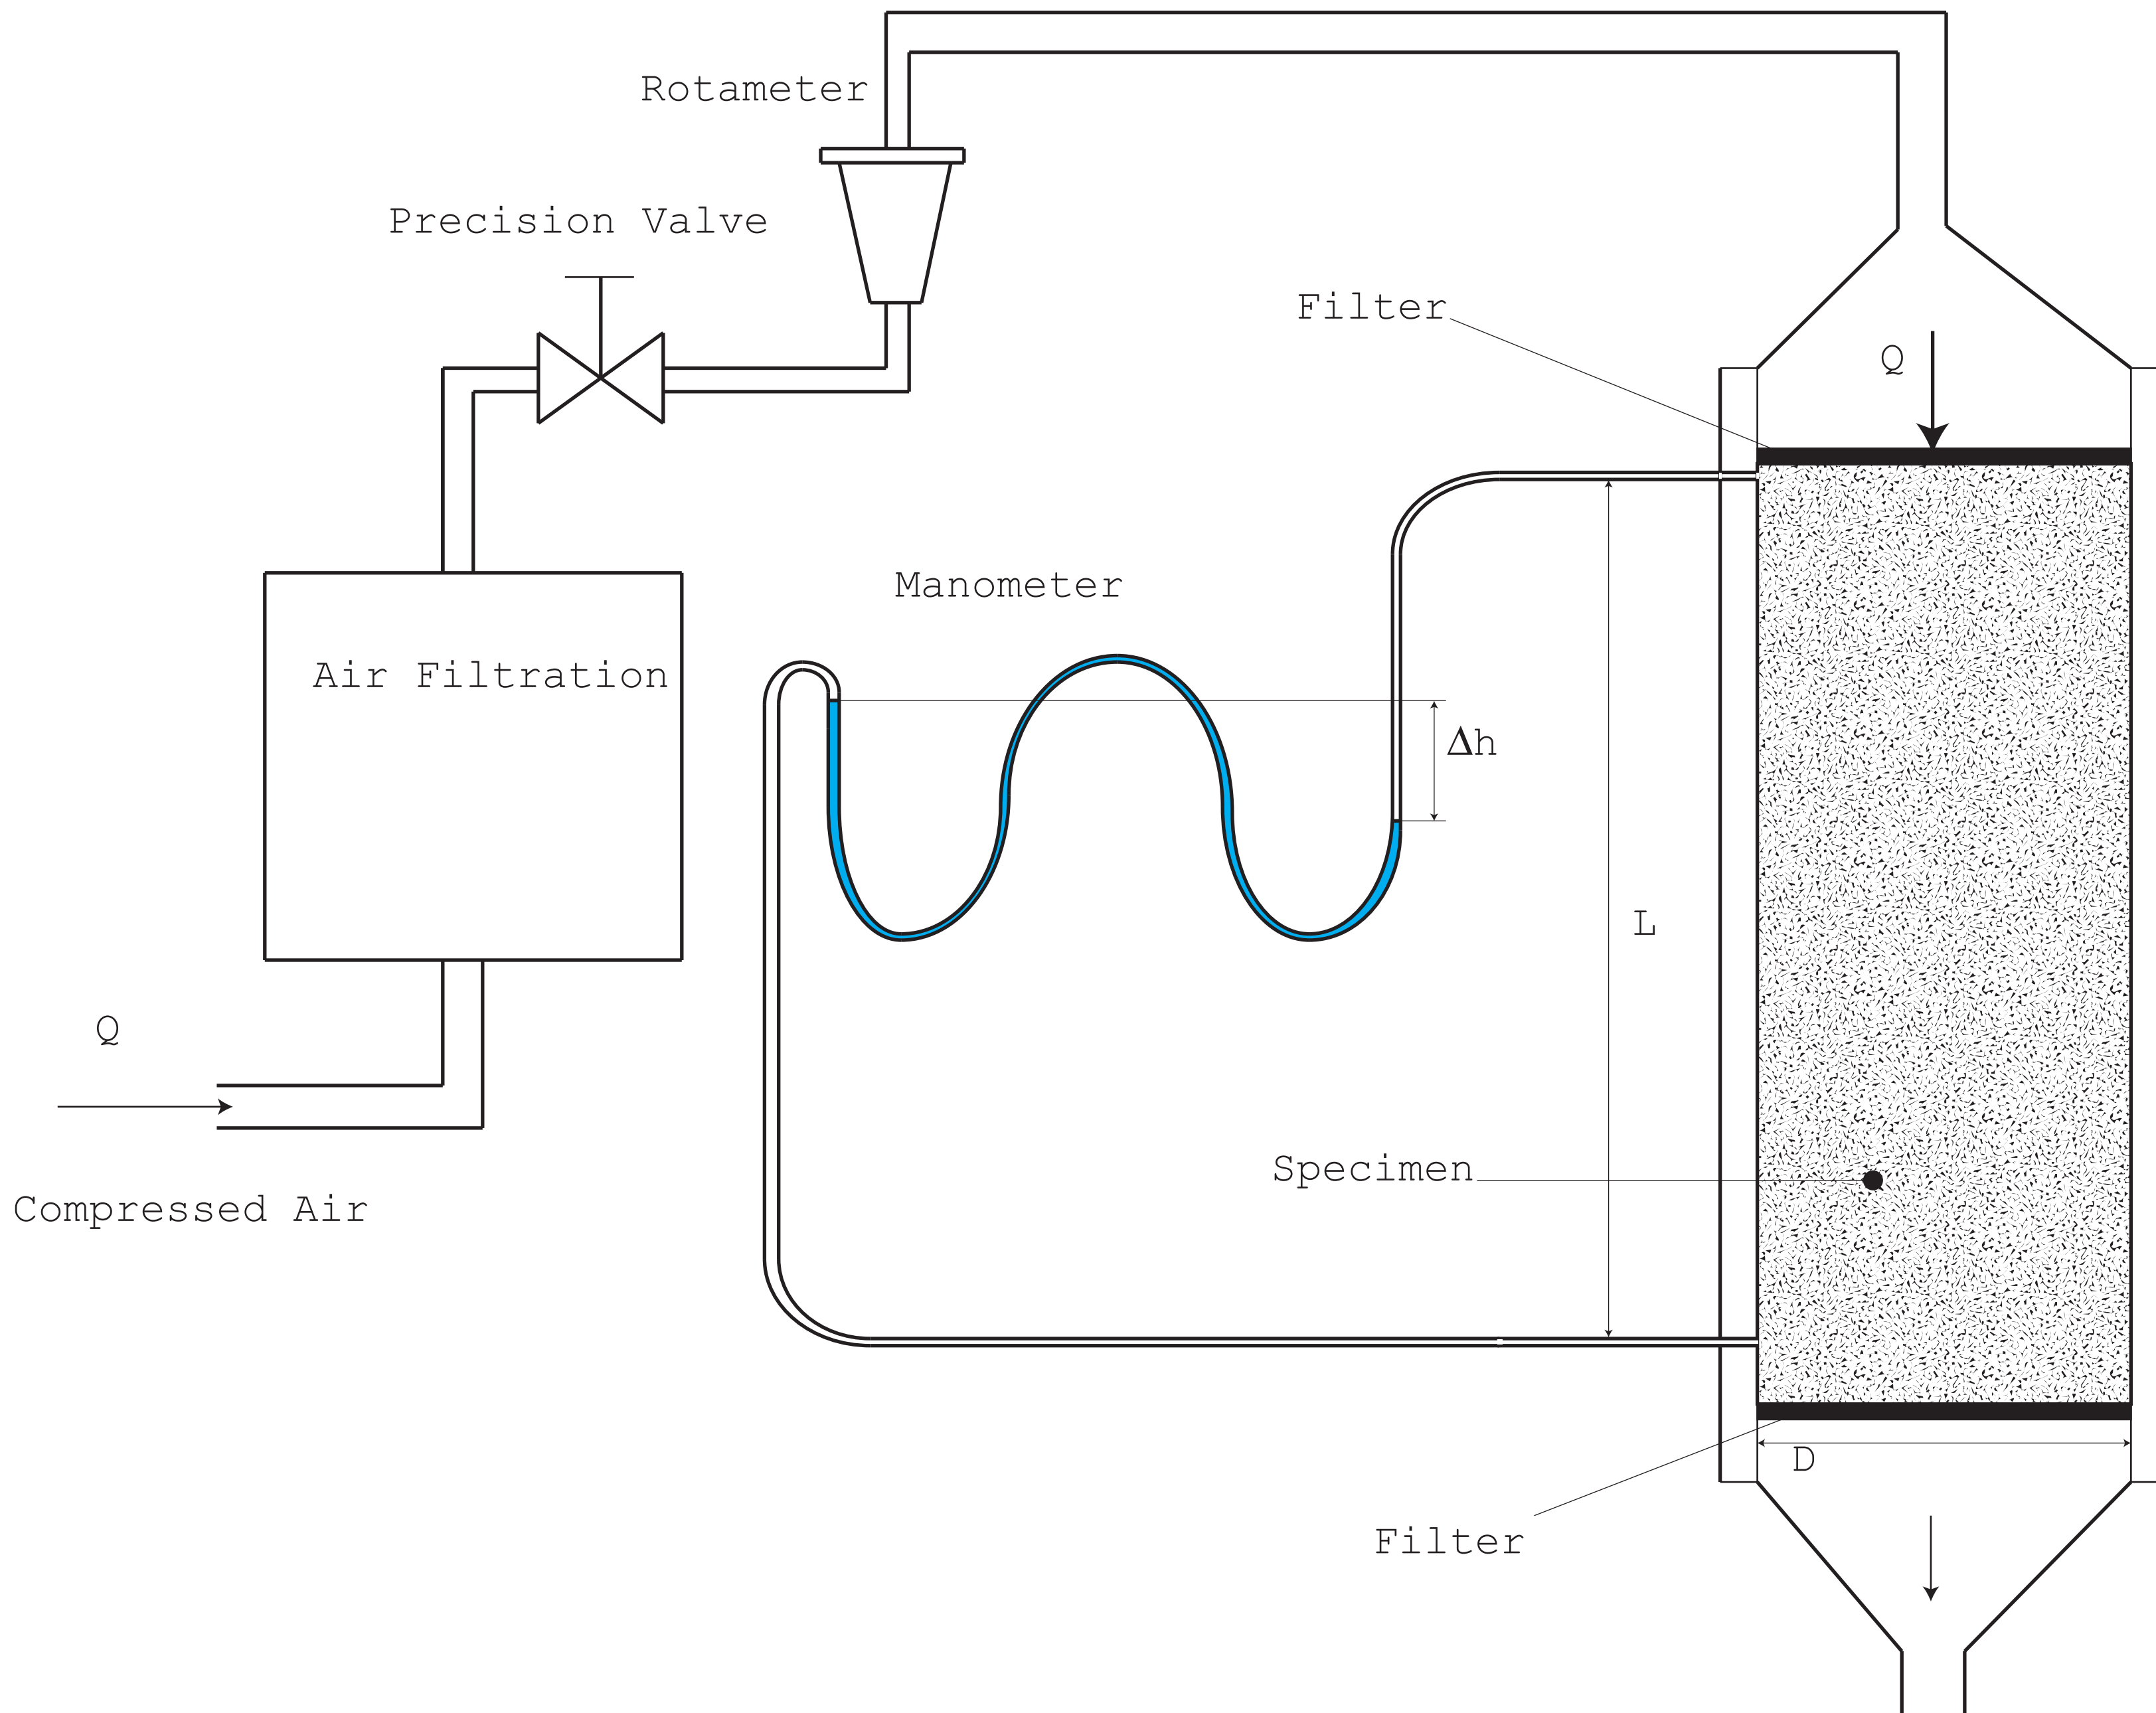 Rotameter
Precision Valve
Filter
Q
Manometer
Air Filtration
Δh
L
Q
Specimen
Compressed Air
D
Filter